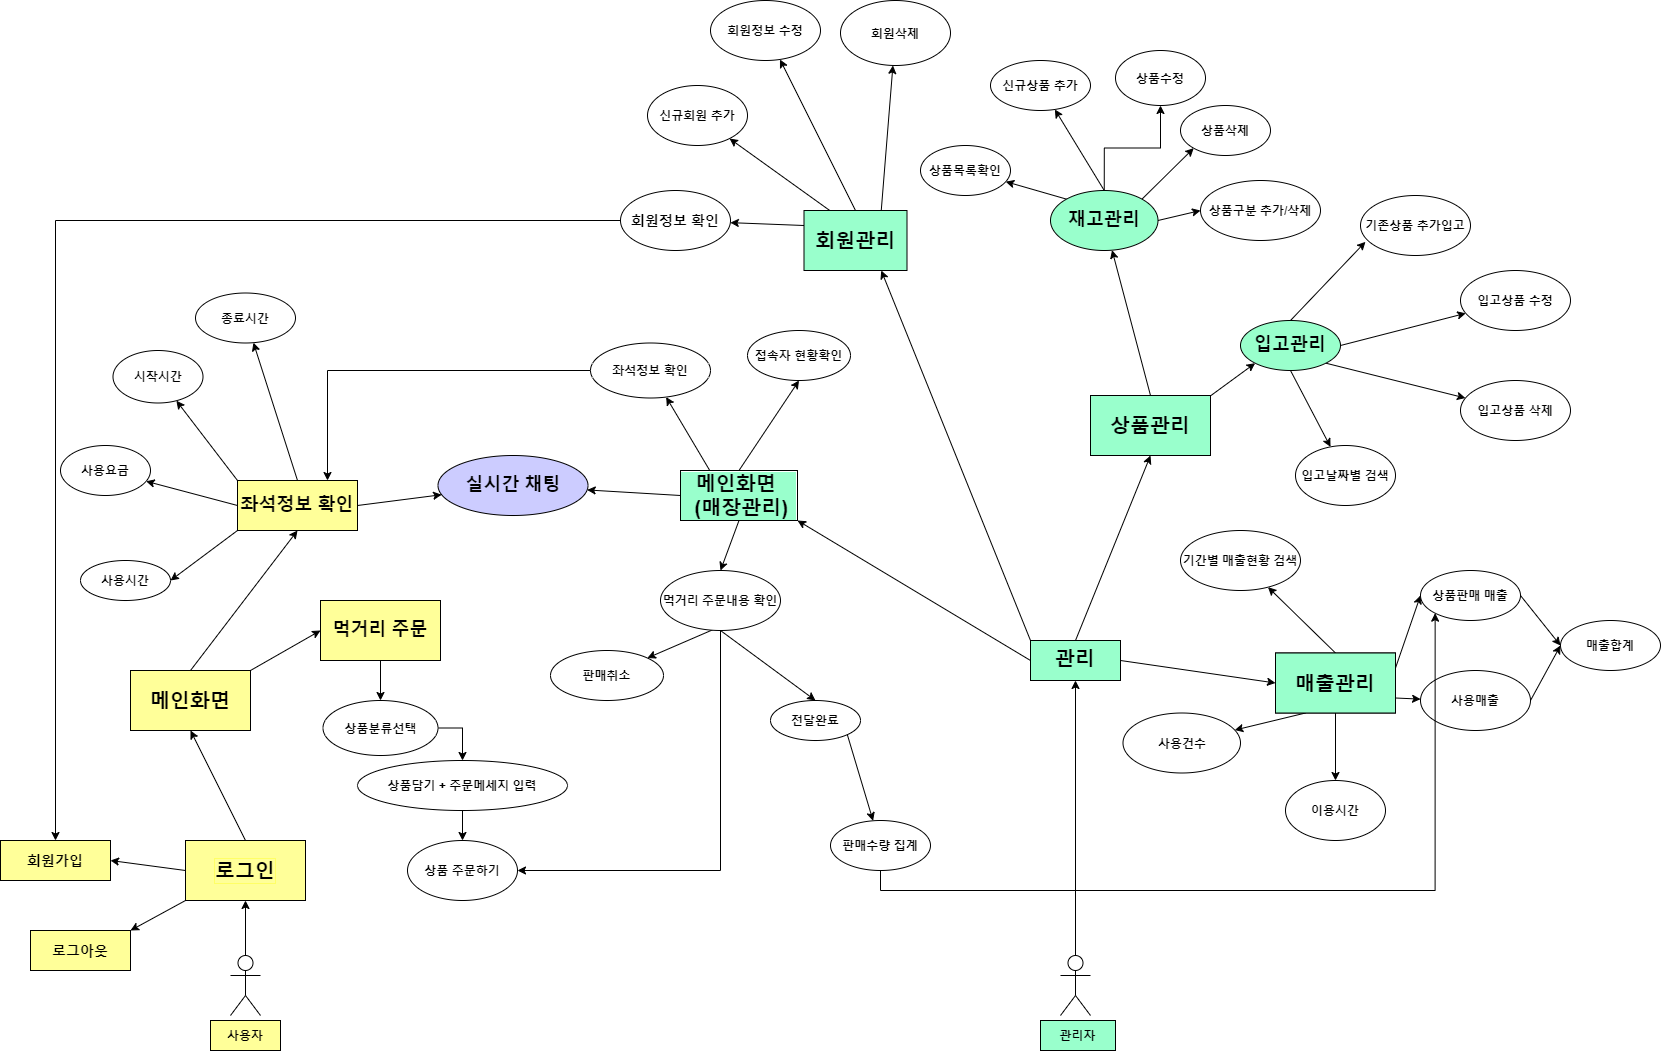 회원정보 수정
회원삭제
신규상품 추가
상품수정
신규회원 추가
상품삭제
상품목록확인
회원정보 확인
회원관리
재고관리
상품구분 추가/삭제
기존상품 추가입고
종료시간
입고상품 수정
시작시간
좌석정보 확인
접속자 현황확인
입고관리
입고상품 삭제
상품관리
사용요금
좌석정보 확인
실시간 채팅
메인화면
(매장관리)
입고날짜별 검색
사용시간
먹거리 주문
먹거리 주문내용 확인
기간별 매출현황 검색
상품판매 매출
매출합계
메인화면
상품분류선택
판매취소
전달완료
관리
매출관리
사용매출
사용건수
상품담기 + 주문메세지 입력
이용시간
회원가입
로그인
상품 주문하기
판매수량 집계
로그아웃
사용자
관리자